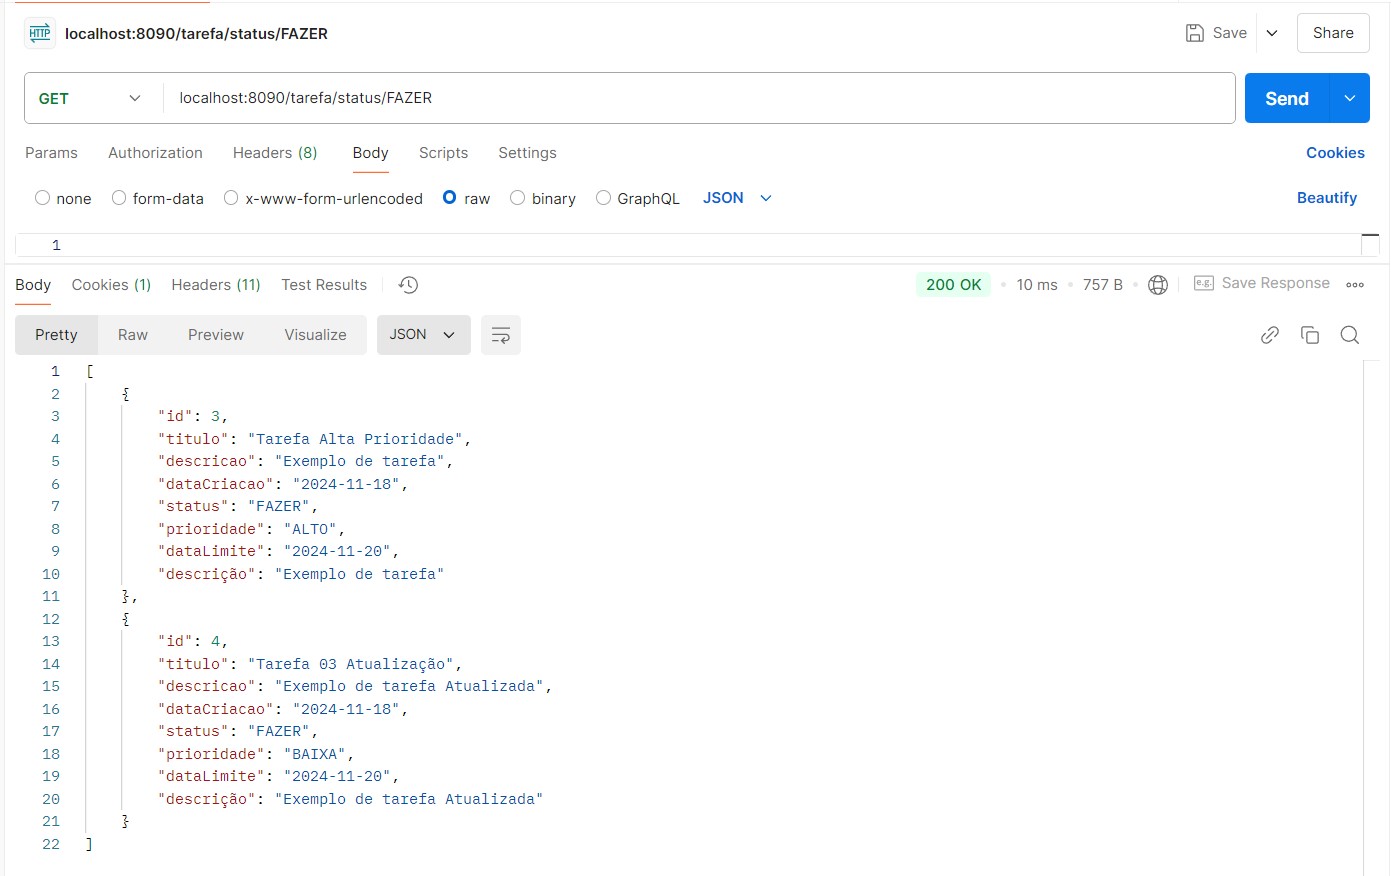 HTTP localhost:8090/tarefa/status/FAZER Save Share
GET localhost:8090/tarefa/status/FAZER Send
Params Authorization Headers (8) Body Scripts Settings Cookies
none form-data x-www-form-urlencoded raw binary GraphQL JSON Beautify
1
Body Cookies (1) Headers (11) Test Results 200 OK • 10 ms • 757 B • e.g. Save Response
Pretty Raw Preview Visualize JSON
1 [
2 {
3 "id": 3,
4 "titulo": "Tarefa Alta Prioridade",
5 "descricao": "Exemplo de tarefa",
6 "dataCriacao": "2024-11-18",
7 "status": "FAZER",
8 "prioridade": "ALTO",
9 "dataLimite": "2024-11-20",
10 "descrição": "Exemplo de tarefa"
11 },
12 {
13 "id": 4,
14 "titulo": "Tarefa 03 Atualização",
15 "descricao": "Exemplo de tarefa Atualizada",
16 "dataCriacao": "2024-11-18",
17 "status": "FAZER",
18 "prioridade": "BAIXA",
19 "dataLimite": "2024-11-20",
20 "descrição": "Exemplo de tarefa Atualizada"
21 }
22 ]